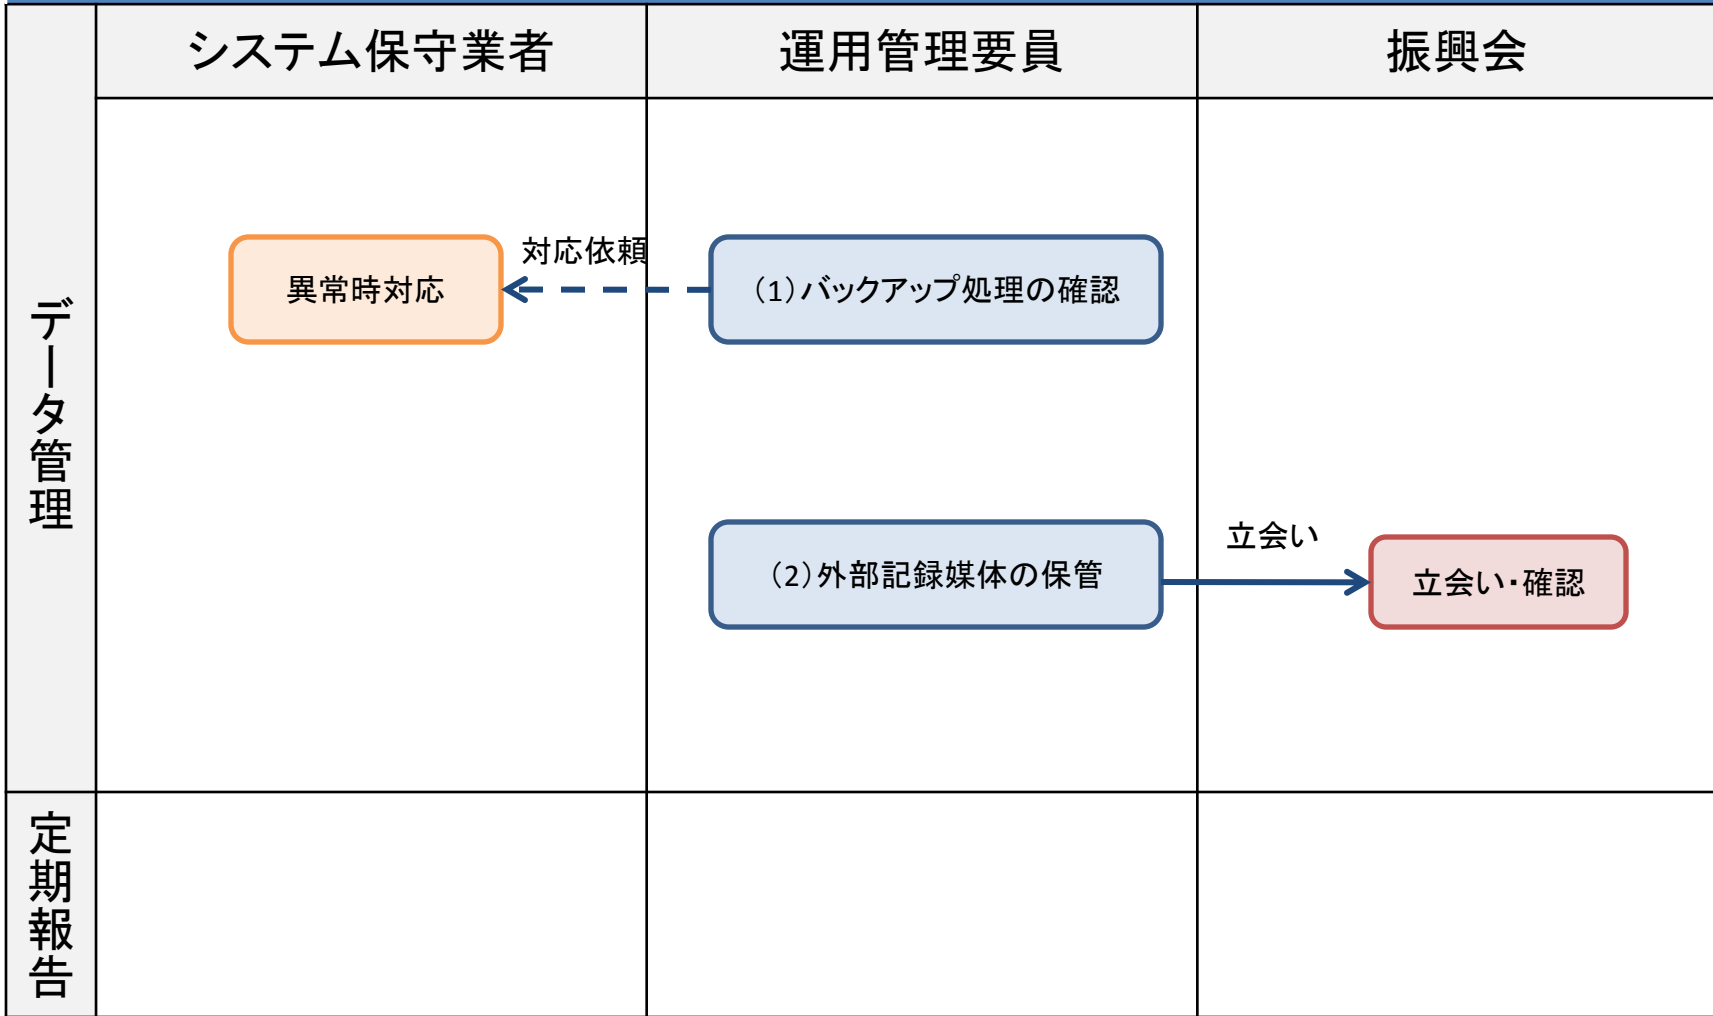 システム保守業者
運用管理要員
振興会
データ管理
対応依頼
異常時対応
（1）バックアップ処理の確認
立会い
（2）外部記録媒体の保管
立会い・確認
定期報告